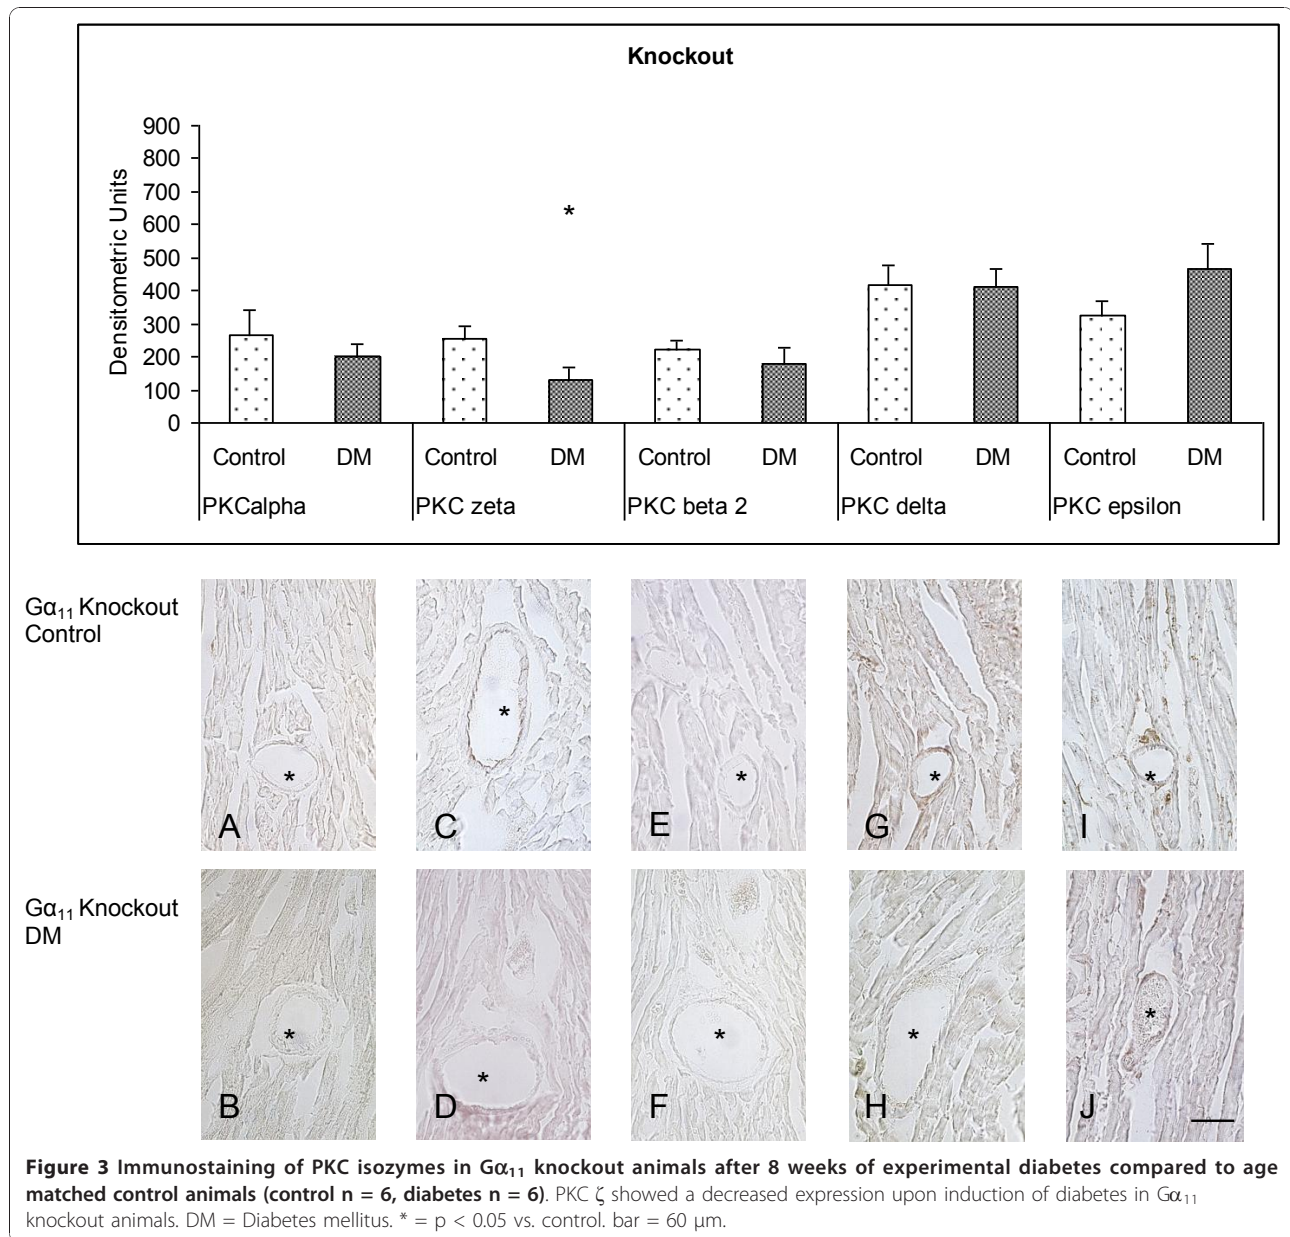 Knockout
900
800
700
600
500
400
300
200
100
0
Densitometric Units
*
Control DM Control DM Control DM Control DM Control DM
PKCalpha PKC zeta PKC beta 2 PKC delta PKC epsilon
Gα₁₁ Knockout
Control
* * * * *
A C E G I
Gα₁₁ Knockout
DM
* * * * *
B D F H J
Figure 3 Immunostaining of PKC isozymes in Gα₁₁ knockout animals after 8 weeks of experimental diabetes compared to age
matched control animals (control n = 6, diabetes n = 6). PKC ζ showed a decreased expression upon induction of diabetes in Gα₁₁
knockout animals. DM = Diabetes mellitus. * = p < 0.05 vs. control. bar = 60 μm.